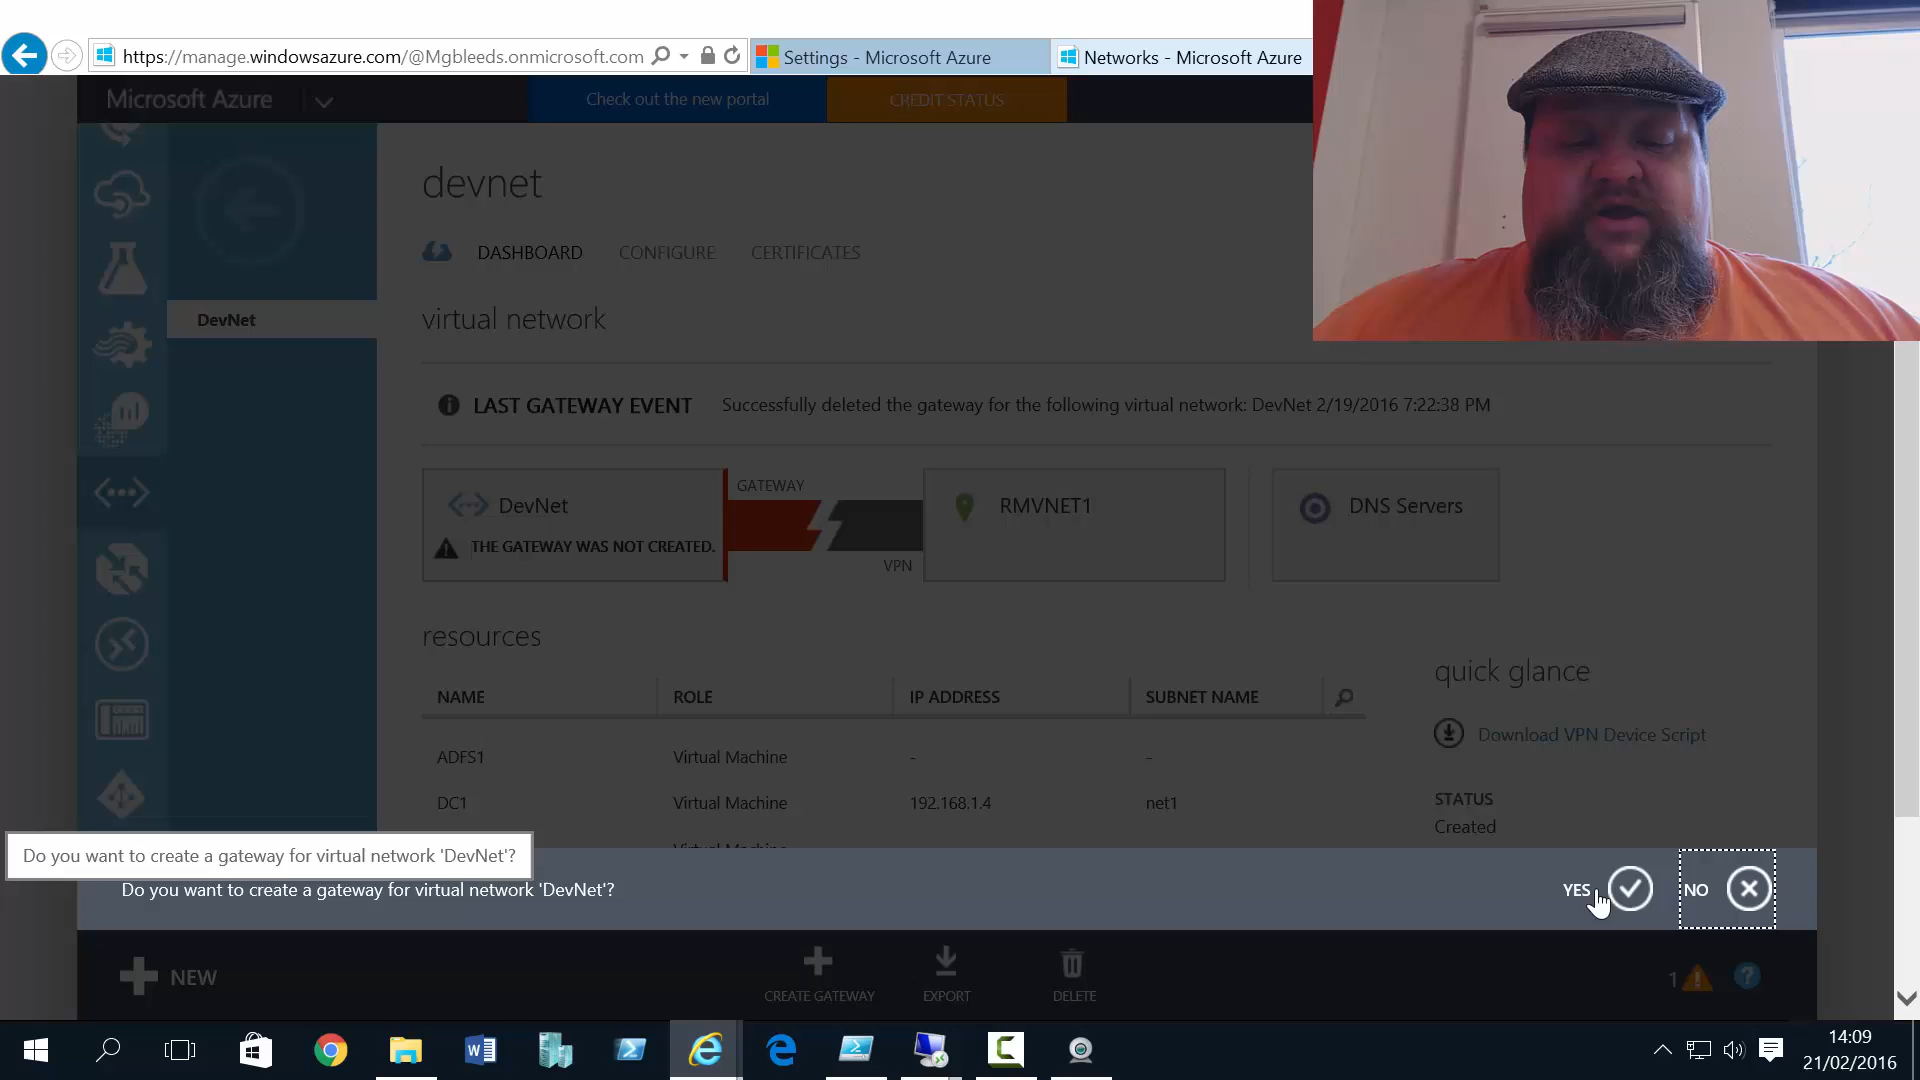 https://manage.windowsazure.com/@Mgbleeds.onmicrosoft.com
Settings - Microsoft Azure
Networks - Microsoft Azure
Microsoft Azure
Check out the new portal
CREDIT STATUS
devnet
DASHBOARD
CONFIGURE
CERTIFICATES
DevNet
virtual network
LAST GATEWAY EVENT
Successfully deleted the gateway for the following virtual network: DevNet 2/19/2016 7:22:38 PM
GATEWAY
DevNet
RMVNET1
DNS Servers
THE GATEWAY WAS NOT CREATED.
VPN
resources
quick glance
NAME
ROLE
IP ADDRESS
SUBNET NAME
Download VPN Device Script
ADFS1
Virtual Machine
-
-
DC1
Virtual Machine
192.168.1.4
net1
STATUS
Created
Virtual Machine
Do you want to create a gateway for virtual network 'DevNet'?
Do you want to create a gateway for virtual network 'DevNet'?
YES
NO
NEW
CREATE GATEWAY
EXPORT
DELETE
1
14:09
21/02/2016